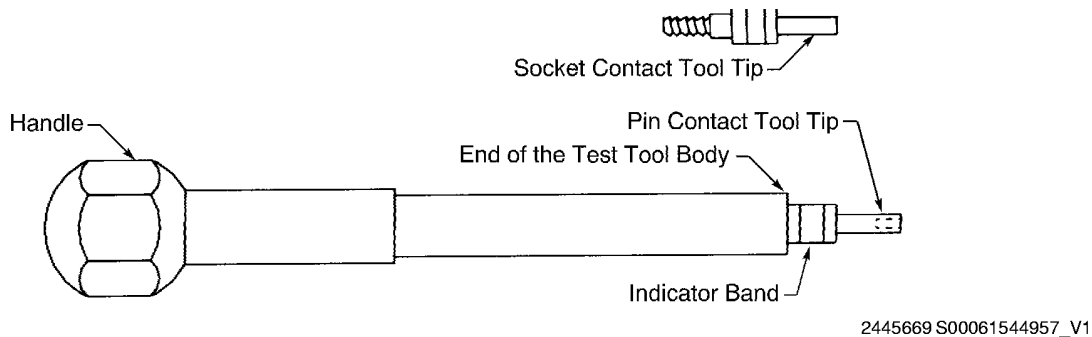 Socket Contact Tool Tip
Handle
Pin Contact Tool Tip
End of the Test Tool Body
Indicator Band
2445669 S00061544957_V1